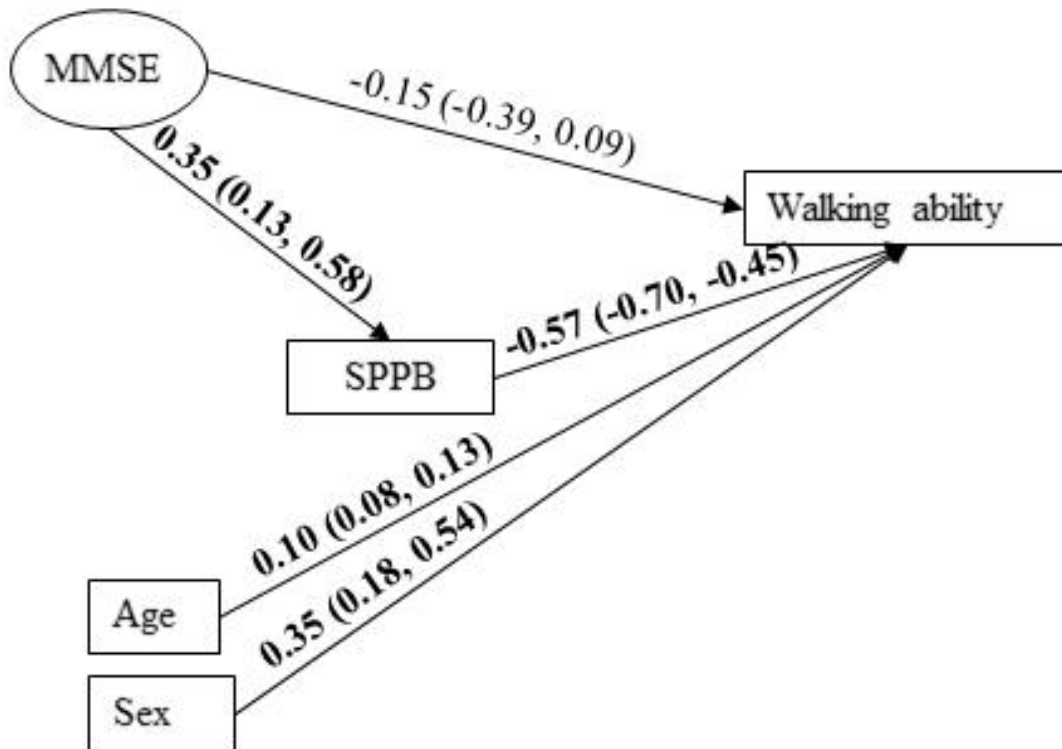 MMSE
-0.15 (-0.39, 0.09)
0.35 (0.13, 0.58)
Walking ability
-0.57 (-0.70, -0.45)
SPPB
0.10 (0.08, 0.13)
0.35 (0.18, 0.54)
Age
Sex